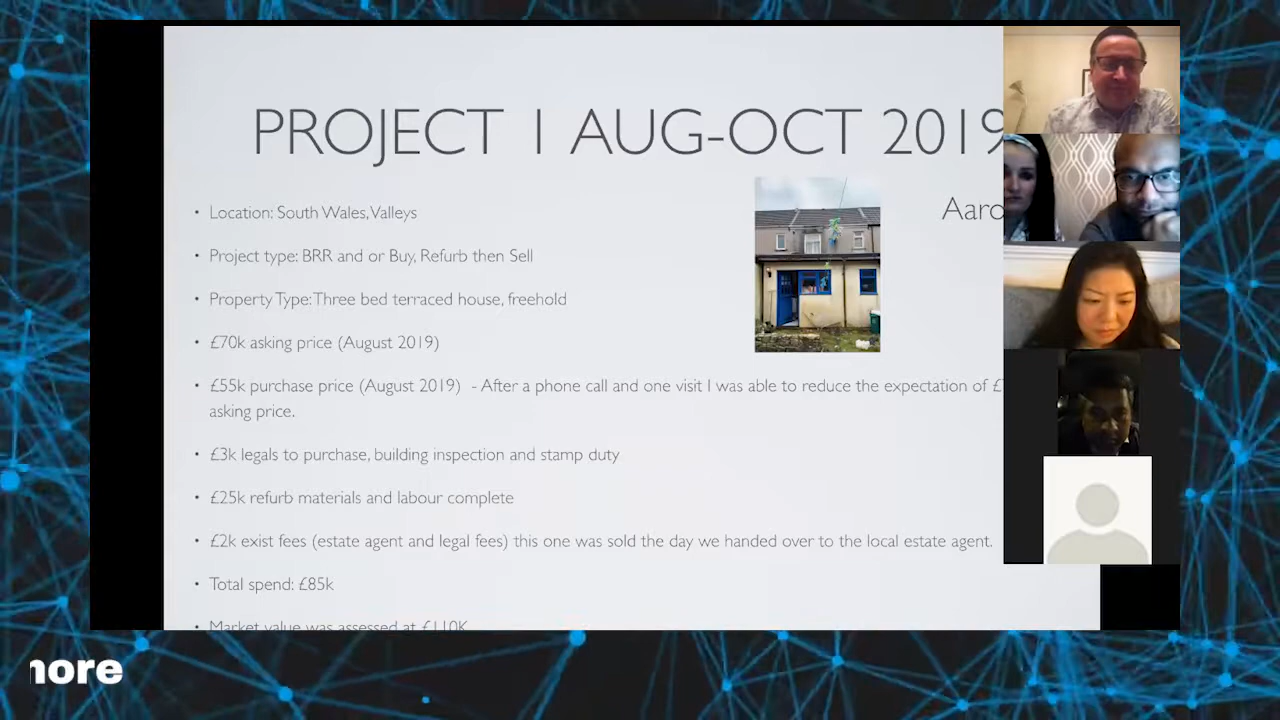 PROJECT 1 AUG-OCT 2019
Aaro
• Location: South Wales, Valleys
• Project type: BRR and or Buy, Refurb then Sell
• Property Type: Three bed terraced house, freehold
• £70k asking price (August 2019)
• £55k purchase price (August 2019) - After a phone call and one visit I was able to reduce the expectation of £
asking price.
• £3k legals to purchase, building inspection and stamp duty
• £25k refurb materials and labour complete
• £2k exist fees (estate agent and legal fees) this one was sold the day we handed over to the local estate agent.
• Total spend: £85k
• Market value was assessed at £110K
nore